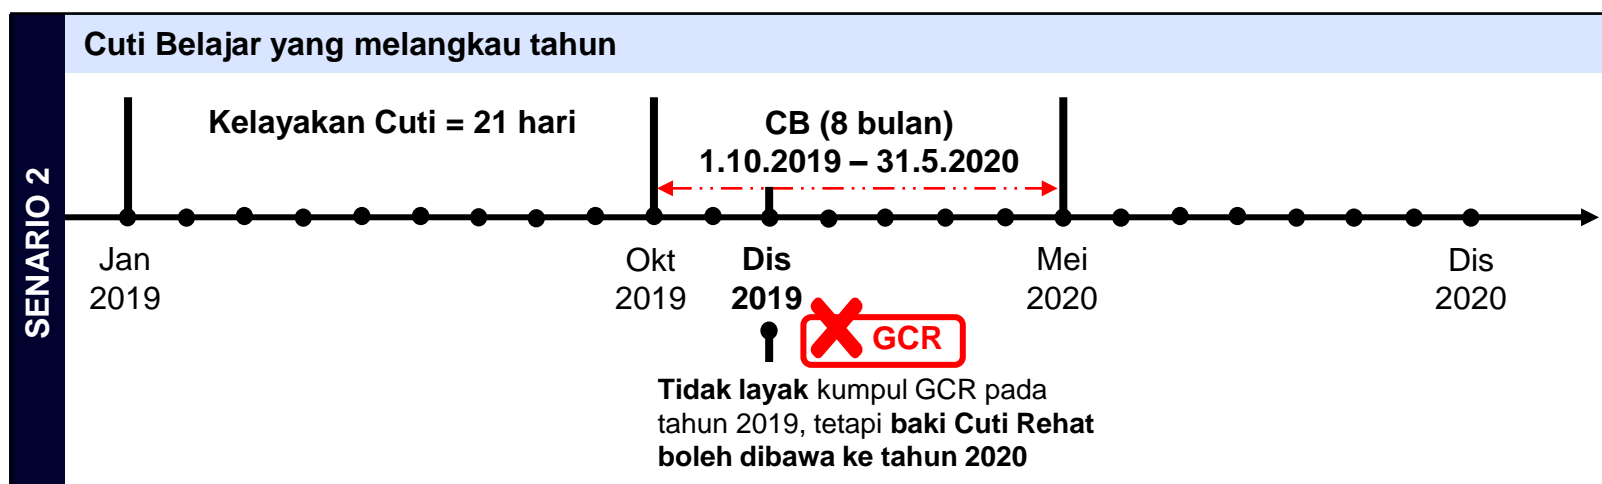 SENARIO 2
Cuti Belajar yang melangkau tahun
Kelayakan Cuti = 21 hari
CB (8 bulan)
1.10.2019 – 31.5.2020
Jan
2019
Okt
2019
Dis
2019
Mei
2020
Dis
2020
GCR
Tidak layak kumpul GCR pada
tahun 2019, tetapi baki Cuti Rehat
boleh dibawa ke tahun 2020